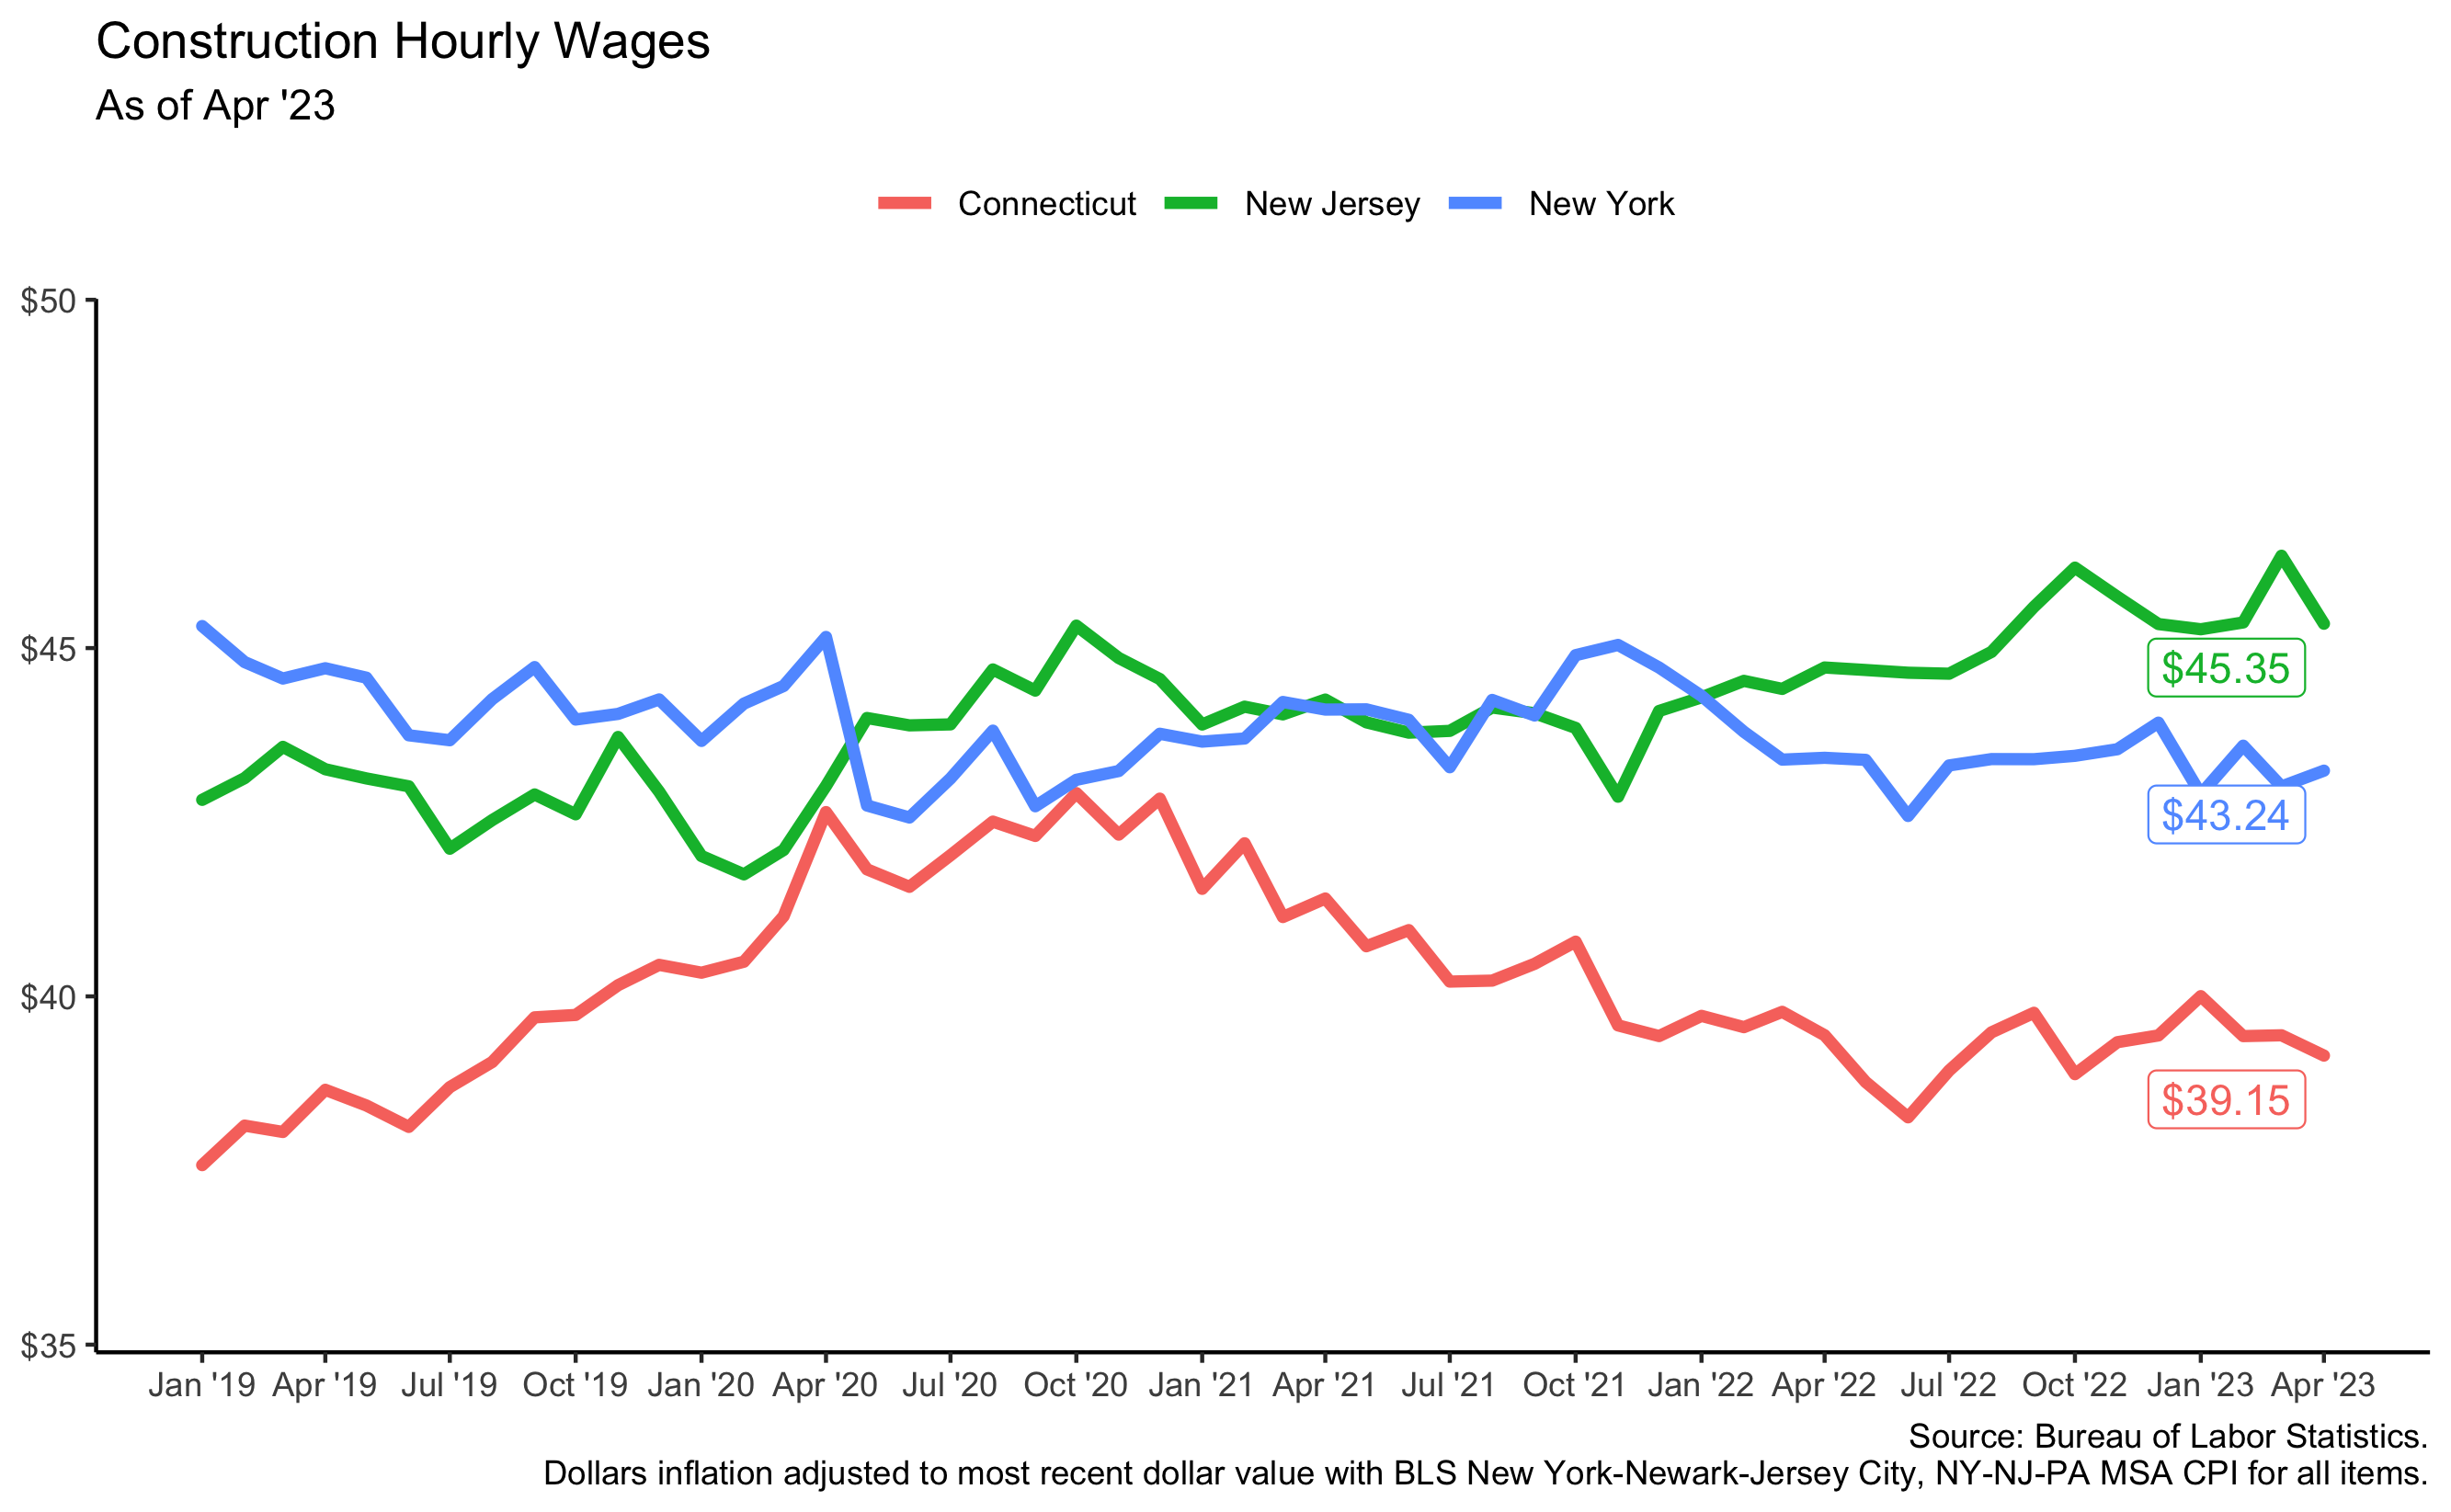 Construction Hourly Wages
As of Apr '23
Connecticut New Jersey New York
$50
$45
$40
$35
$45.35
$43.24
$39.15
Jan '19 Apr '19 Jul '19 Oct '19 Jan '20 Apr '20 Jul '20 Oct '20 Jan '21 Apr '21 Jul '21 Oct '21 Jan '22 Apr '22 Jul '22 Oct '22 Jan '23 Apr '23
Source: Bureau of Labor Statistics.
Dollars inflation adjusted to most recent dollar value with BLS New York-Newark-Jersey City, NY-NJ-PA MSA CPI for all items.